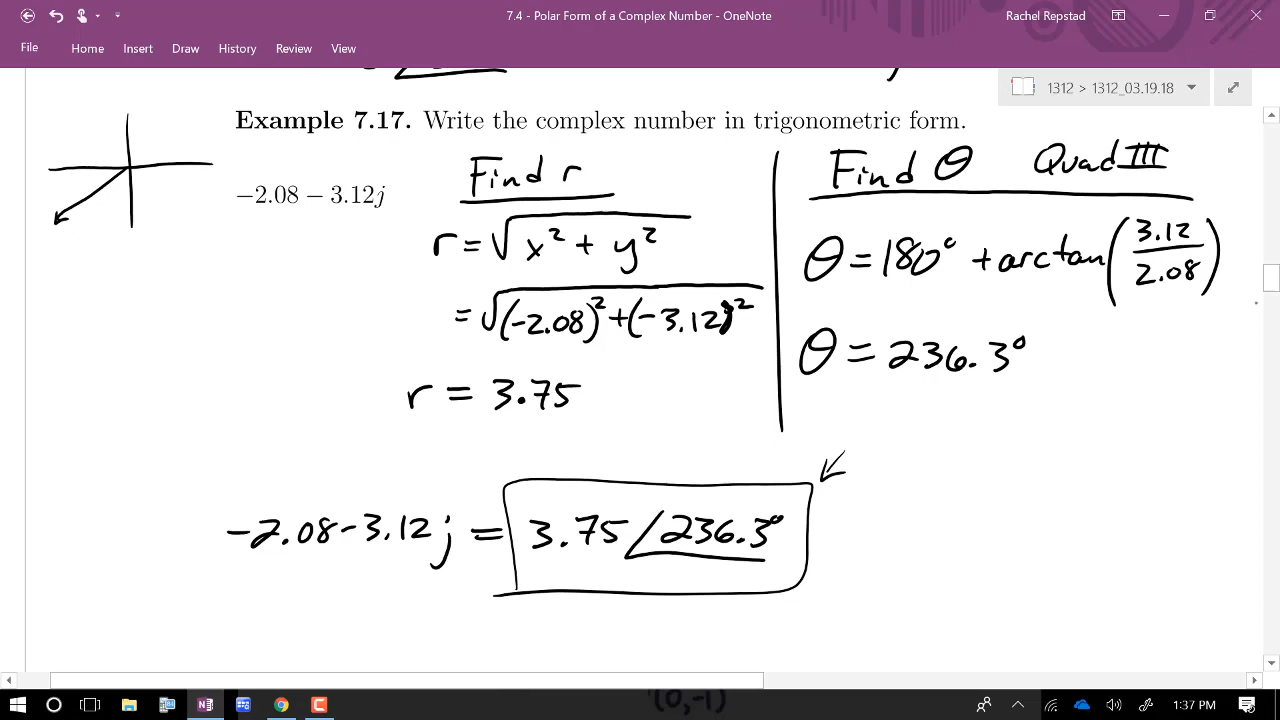 7.4 - Polar Form of a Complex Number - OneNote
Rachel Repstad
File Home Insert Draw History Review View
1312 > 1312_03.19.18
Example 7.17. Write the complex number in trigonometric form.
−2.08 − 3.12j
Find r
r = √x² + y²
= √(-2.08)² + (-3.12)²
r = 3.75
Find θ Quad III
θ = 180° + arctan(3.12/2.08)
θ = 236.3°
-2.08 - 3.12j = 3.75∠236.3°
(0,-1)
1:37 PM